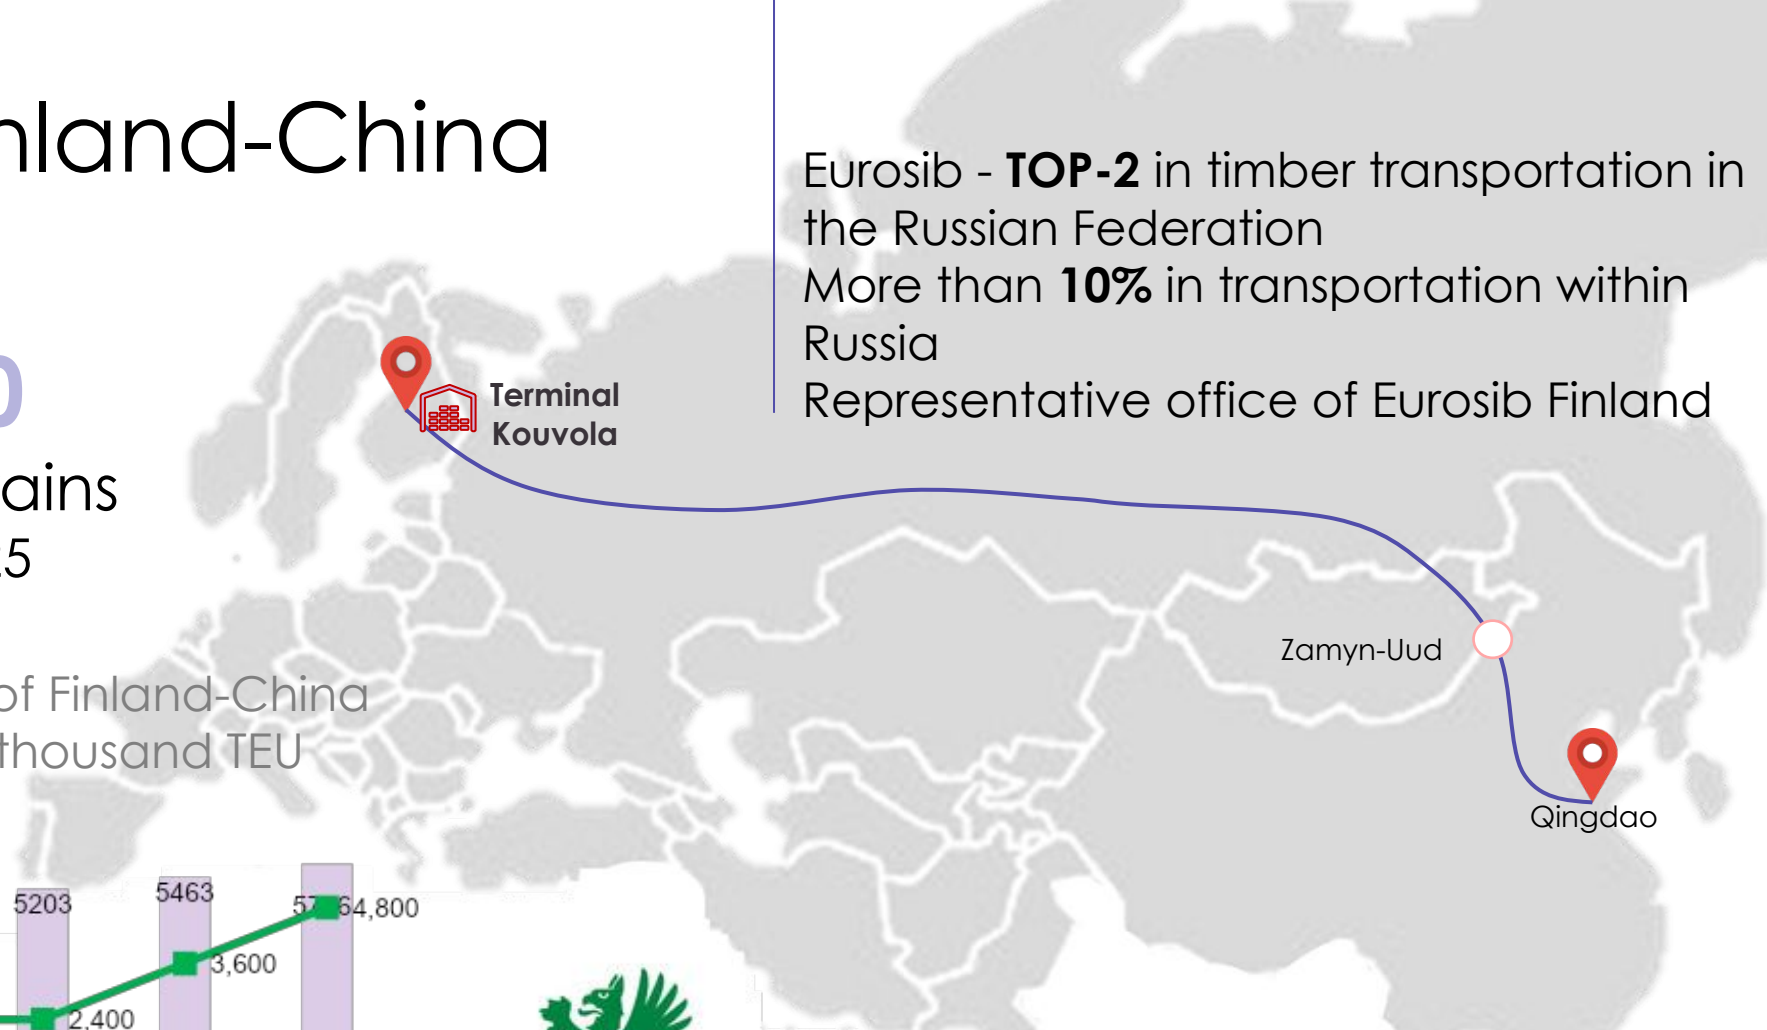 nland-China
Eurosib - TOP-2 in timber transportation in
the Russian Federation
More than 10% in transportation within
Russia
Representative office of Eurosib Finland
0
ains
Terminal
Kouvola
Zamyn-Uud
of Finland-China
thousand TEU
Qingdao
5203
5463
4,800
3,600
2,400